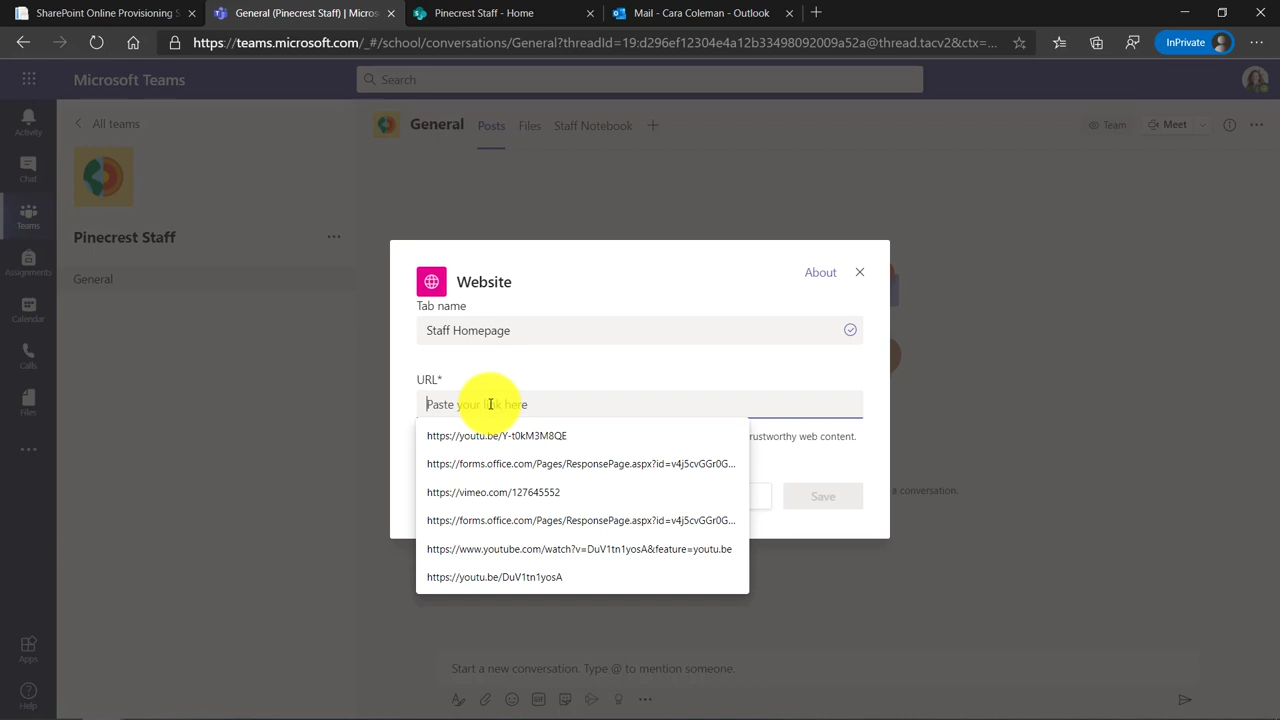 SharePoint Online Provisioning S
General (Pinecrest Staff) | Micros
Pinecrest Staff - Home
Mail - Cara Coleman - Outlook
https://teams.microsoft.com/_#/school/conversations/General?threadId=19:d296ef12304e4a12b33498092009a52a@thread.tacv2&ctx=...
InPrivate
Microsoft Teams
Search
Activity
Chat
Teams
Assignments
Calendar
Calls
Files
Apps
Help
All teams
Pinecrest Staff
General
General
Posts
Files
Staff Notebook
Team
Meet
Website
About
Tab name
Staff Homepage
URL*
Paste your link here
https://youtu.be/Y-t0kM3M8QE
rustworthy web content.
https://forms.office.com/Pages/ResponsePage.aspx?id=v4j5cvGGr0G...
https://vimeo.com/127645552
Save
a conversation.
https://forms.office.com/Pages/ResponsePage.aspx?id=v4j5cvGGr0G...
https://www.youtube.com/watch?v=DuV1tn1yosA&feature=youtu.be
https://youtu.be/DuV1tn1yosA
Start a new conversation. Type @ to mention someone.
GIF